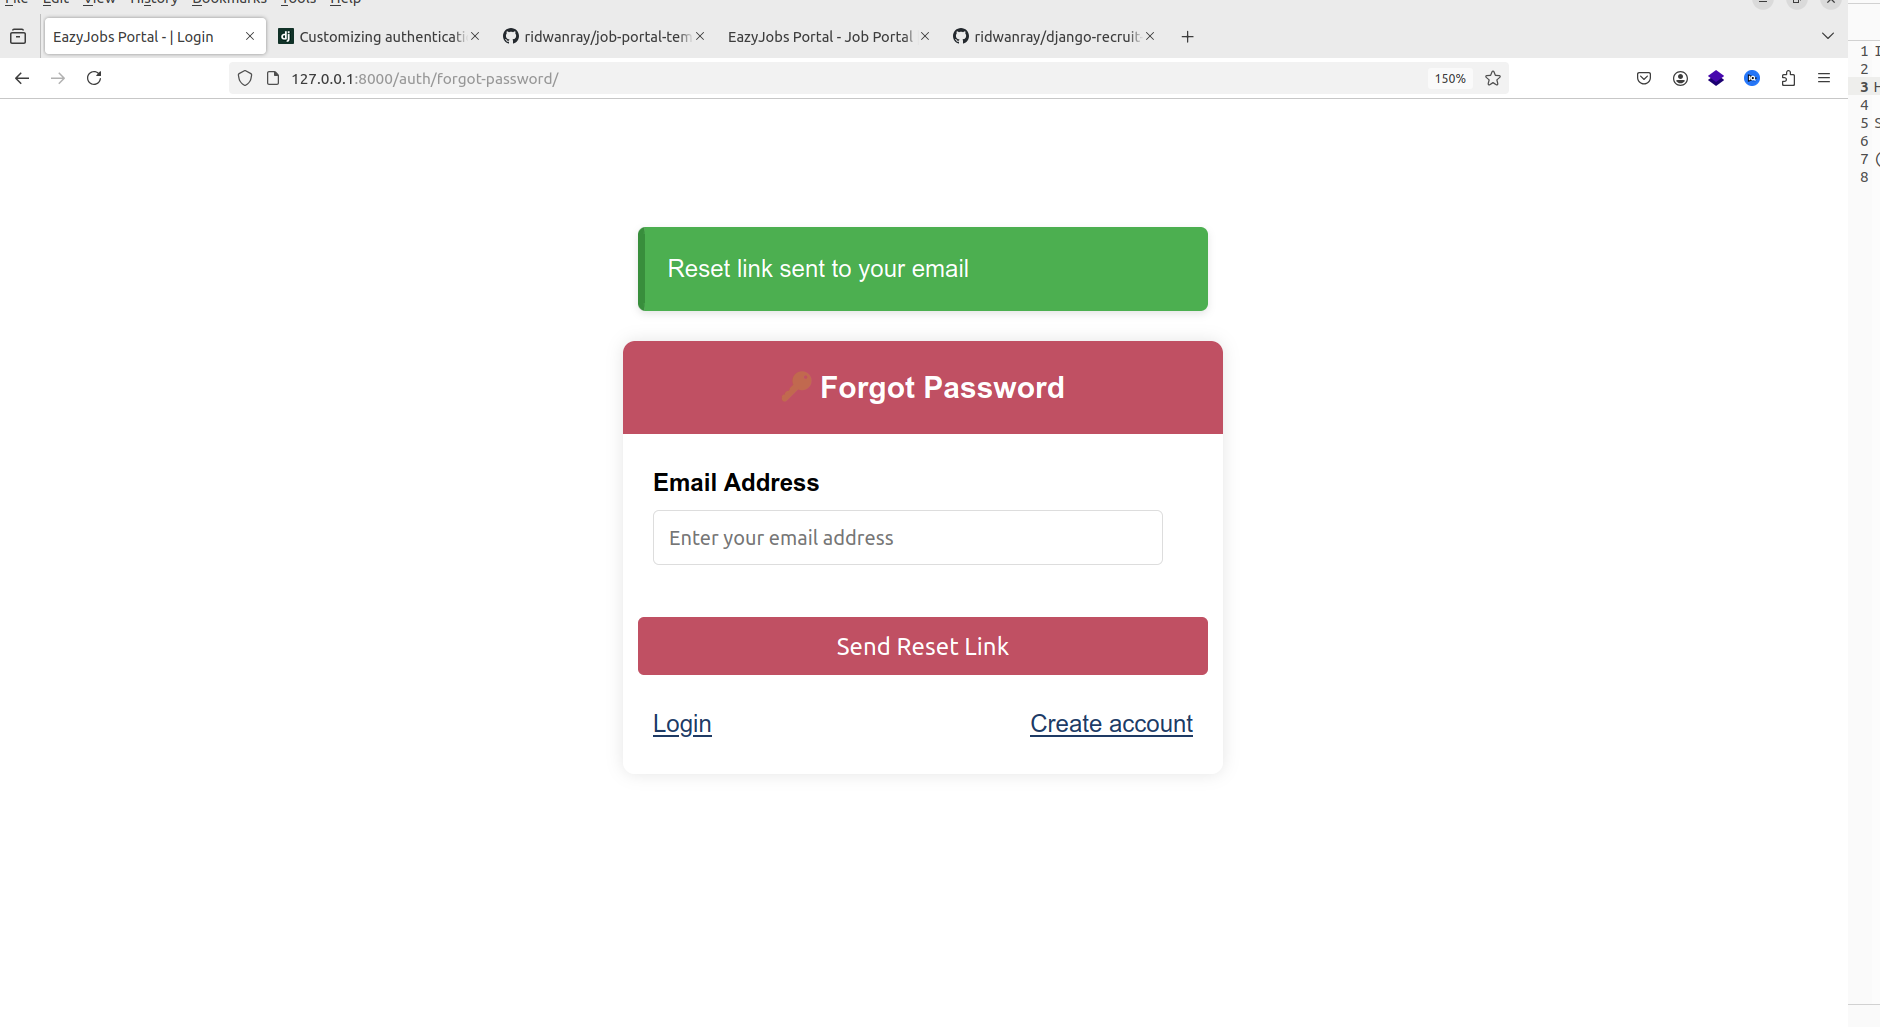 File Edit View History Bookmarks Tools Help
EazyJobs Portal - | Login
Customizing authenticati
ridwanray/job-portal-tem
EazyJobs Portal - Job Portal
ridwanray/django-recruit
127.0.0.1:8000/auth/forgot-password/
150%
1
2
3
4
5
6
7
8
Reset link sent to your email
Forgot Password
Email Address
Enter your email address
Send Reset Link
Login
Create account